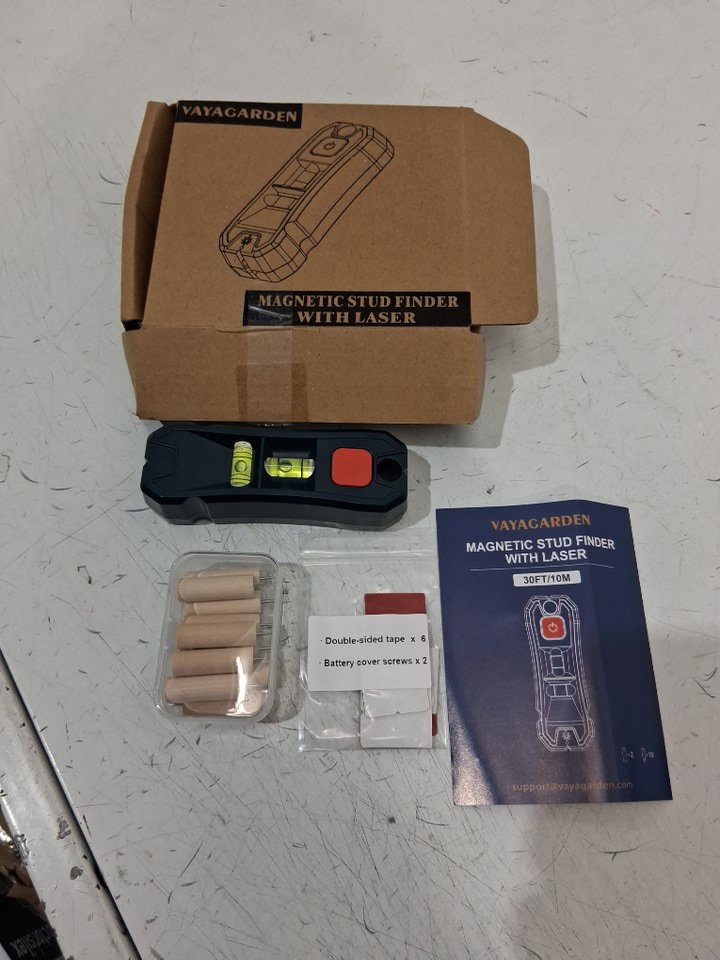 VAYAGARDEN
MAGNETIC STUD FINDER
WITH LASER
VAYAGARDEN
MAGNETIC STUD FINDER
WITH LASER
30FT/10M
· Double-sided tape x 6
· Battery cover screws x 2
support@vayagarden.com